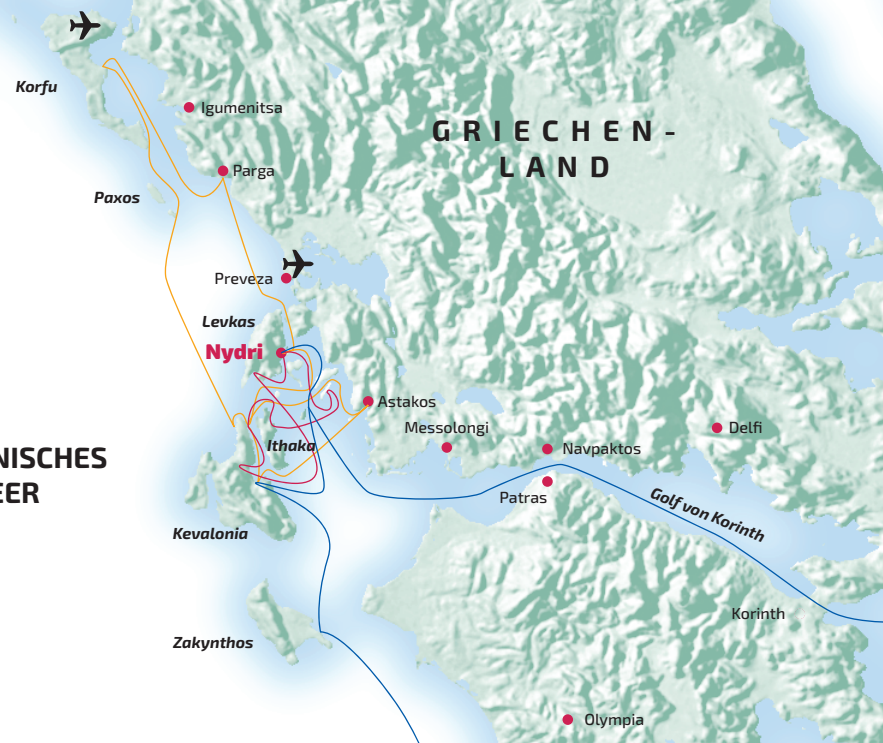 Korfu
Igumenitsa
GRIECHEN-
LAND
Parga
Paxos
Preveza
Levkas
Nydri
Astakos
Messolongi
Delfi
Ithaka
Navpaktos
NISCHES
EER
Patras
Golf von Korinth
Kevalonia
Korinth
Zakynthos
Olympia